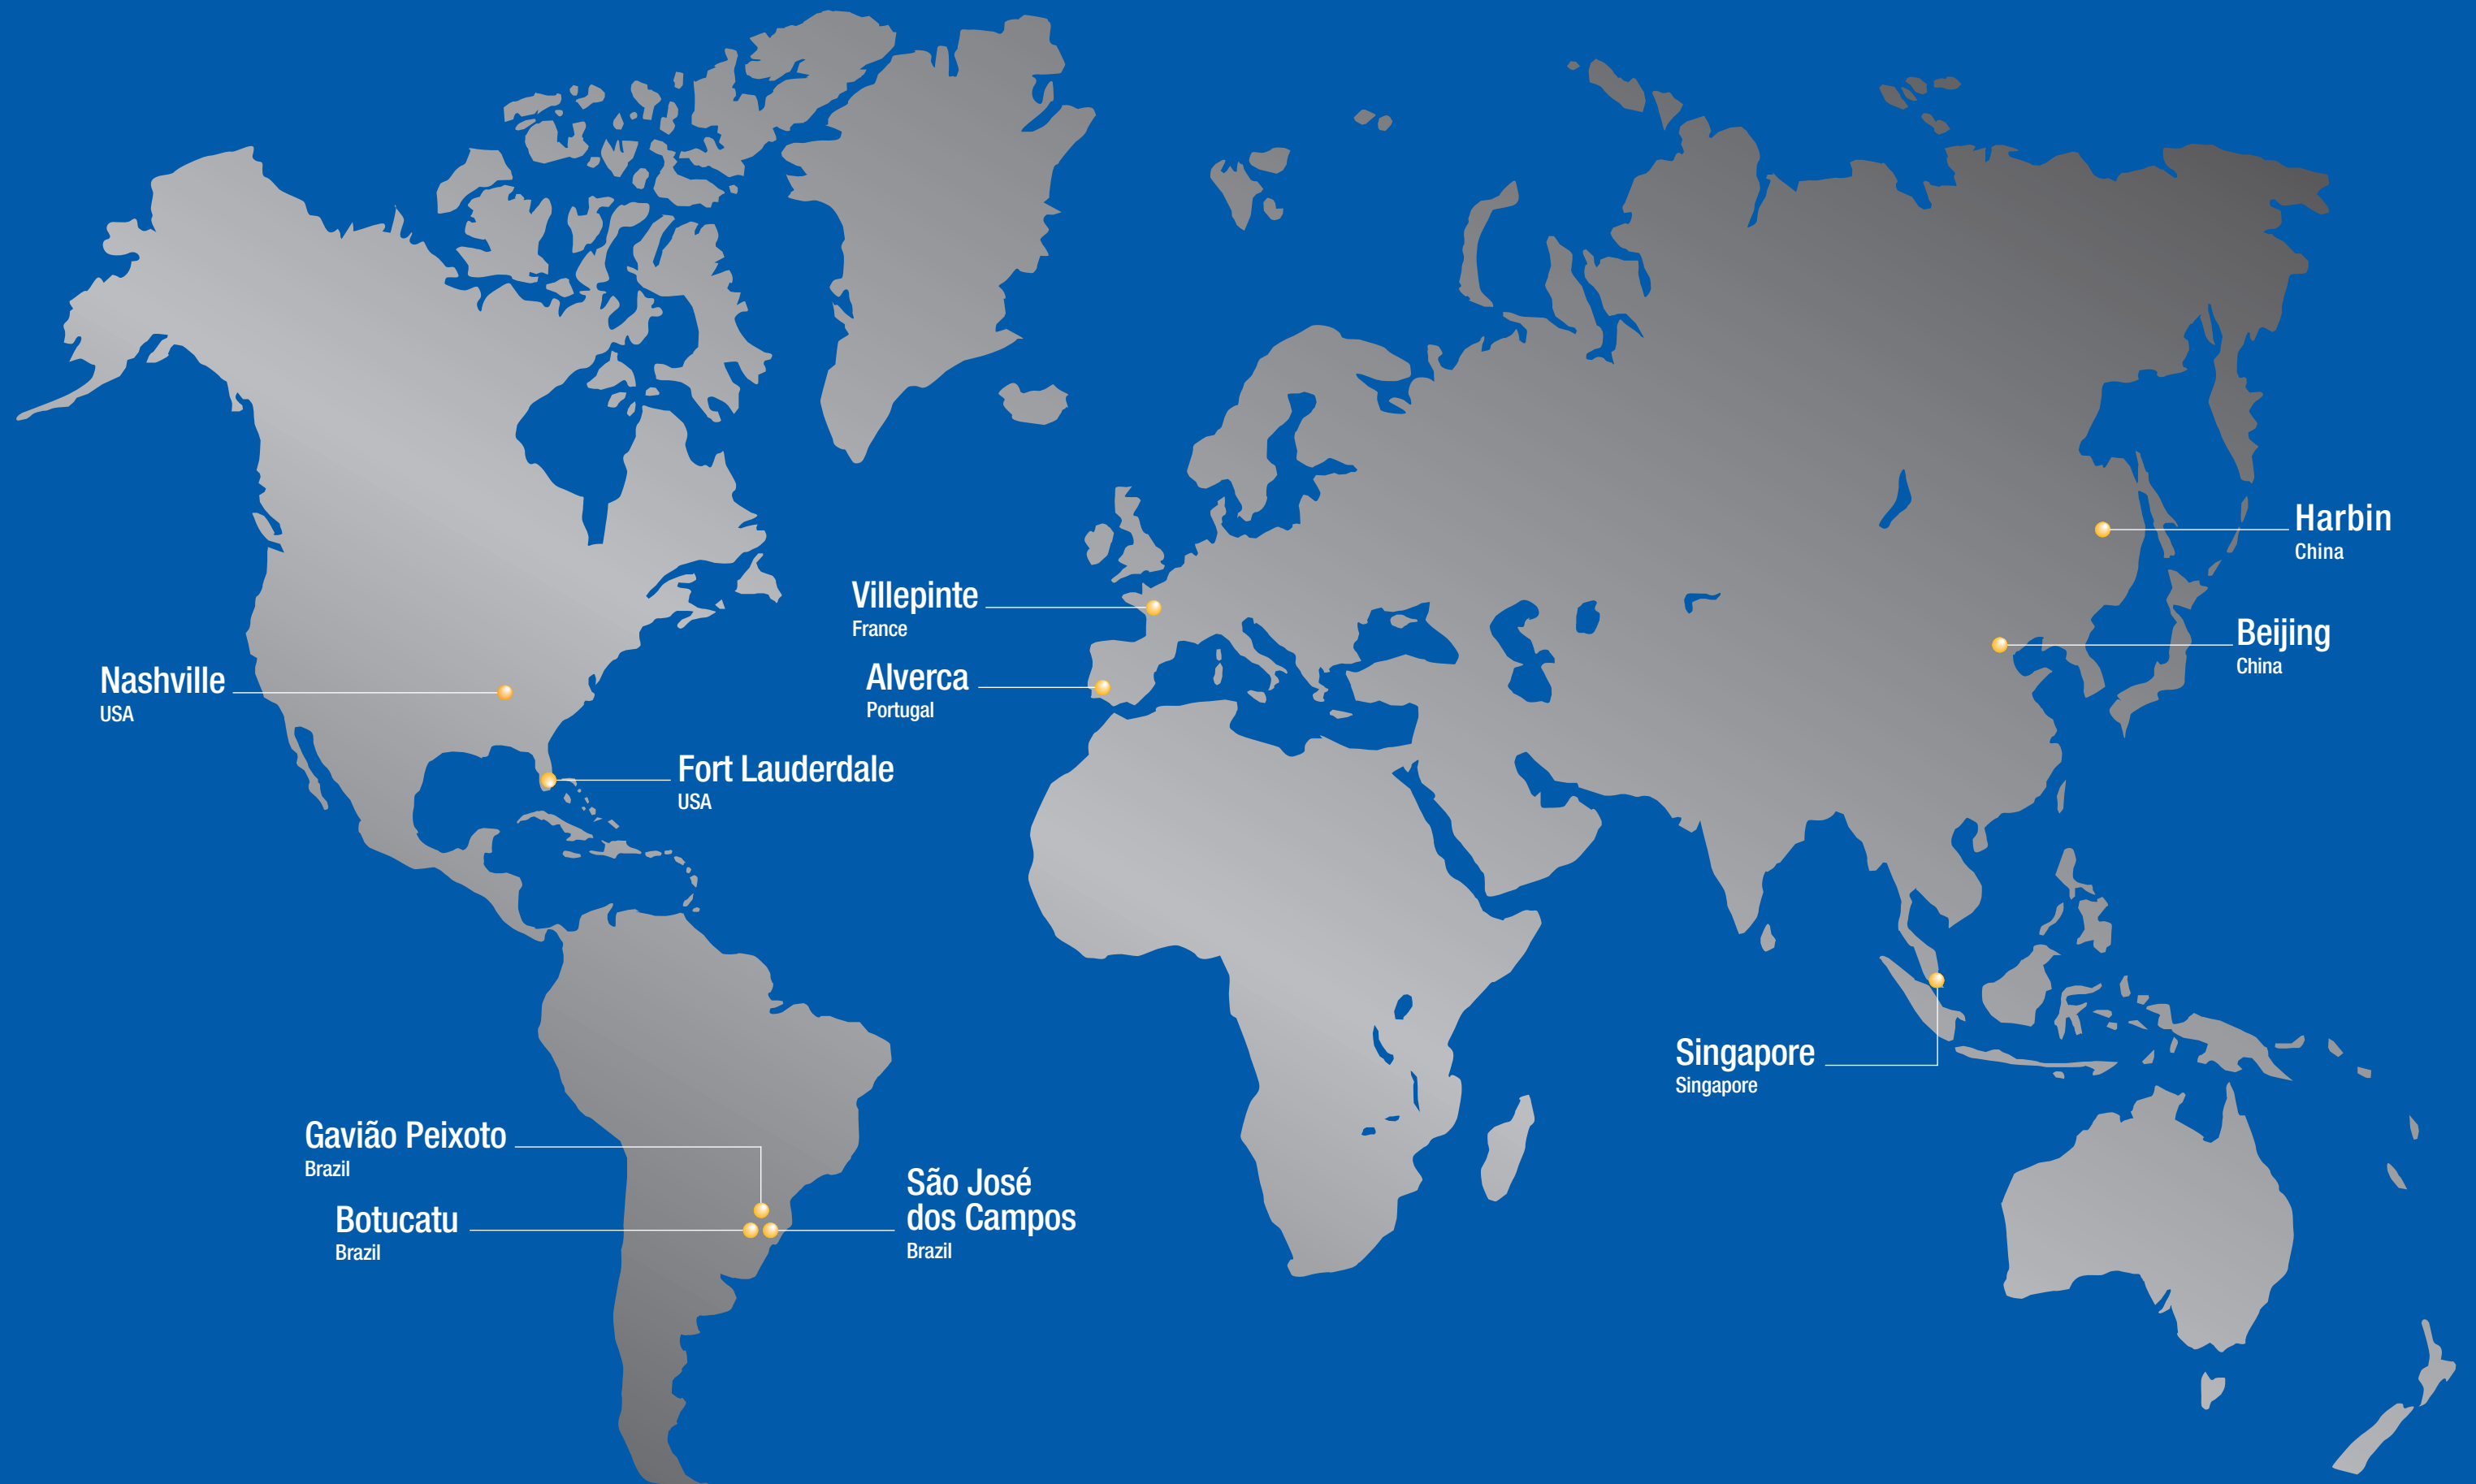 Harbin
China
Villepinte
France
Beijing
China
Nashville
USA
Alverca
Portugal
Fort Lauderdale
USA
Singapore
Singapore
Gavião Peixoto
Brazil
São José
dos Campos
Brazil
Botucatu
Brazil